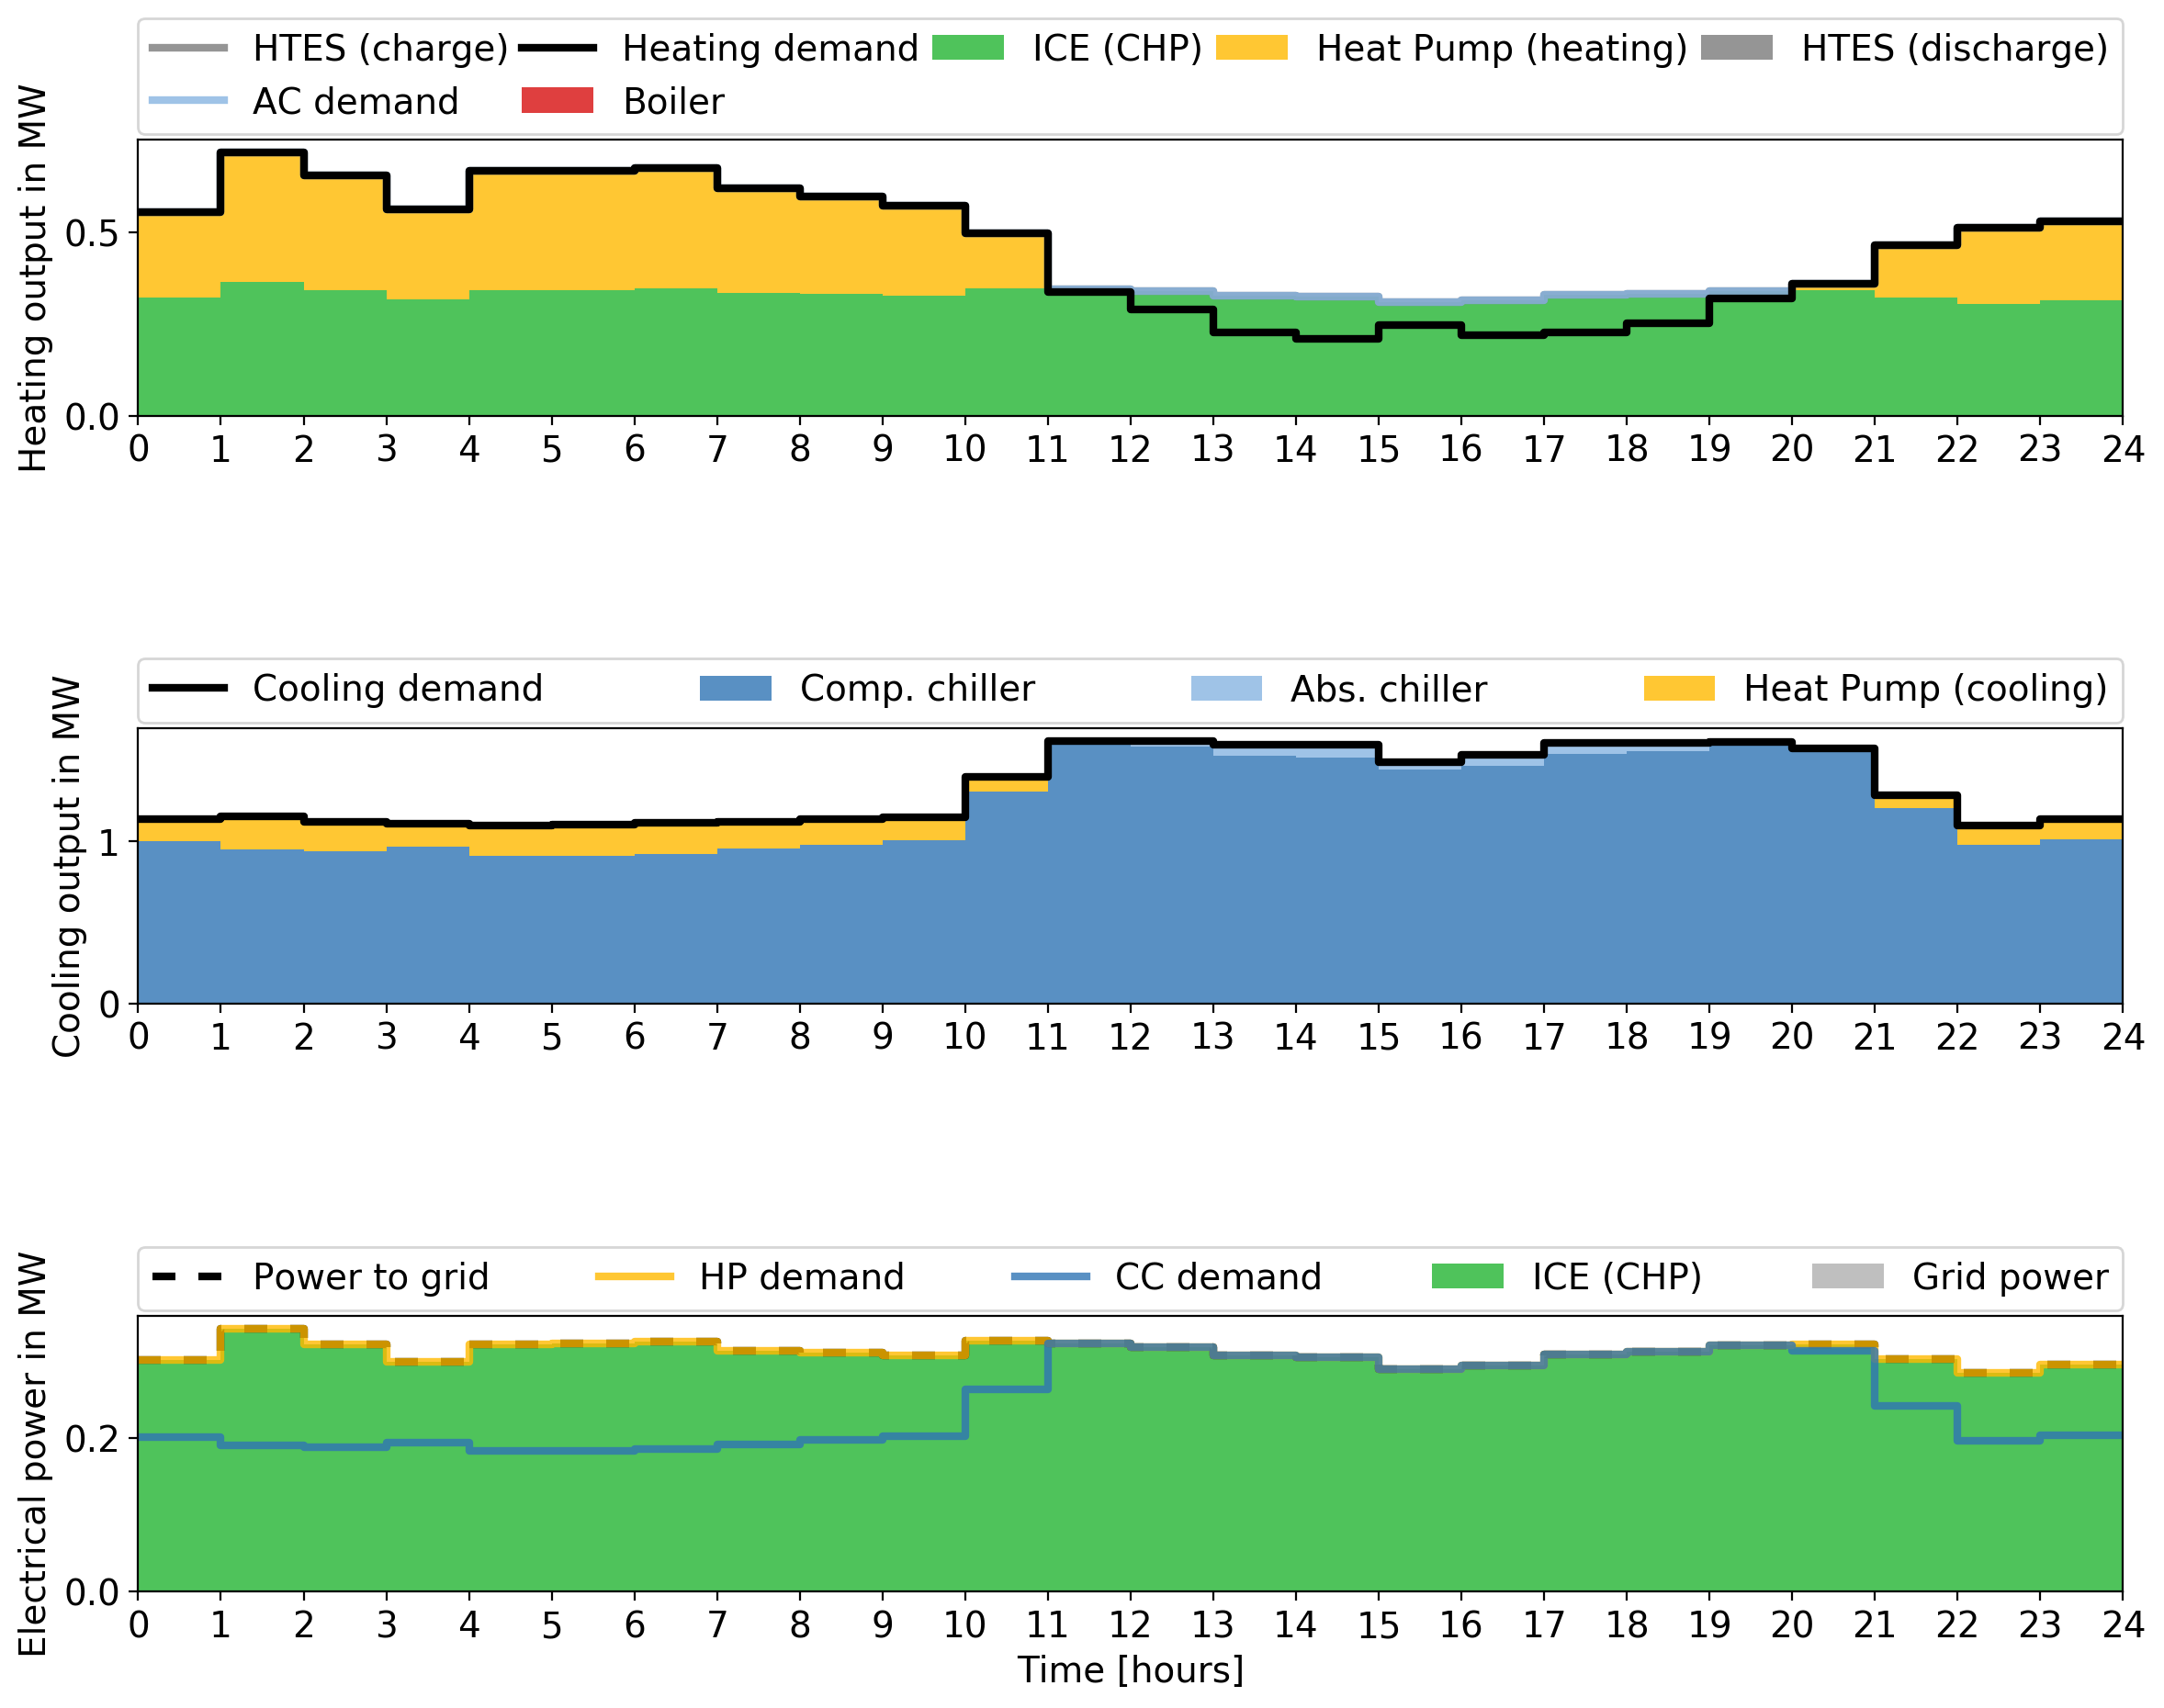 HTES (charge) Heating demand ICE (CHP) Heat Pump (heating) HTES (discharge)
AC demand Boiler
Heating output in MW
0.5
0.0
0 1 2 3 4 5 6 7 8 9 10 11 12 13 14 15 16 17 18 19 20 21 22 23 24
Cooling demand Comp. chiller Abs. chiller Heat Pump (cooling)
Cooling output in MW
1
0
0 1 2 3 4 5 6 7 8 9 10 11 12 13 14 15 16 17 18 19 20 21 22 23 24
Power to grid HP demand CC demand ICE (CHP) Grid power
Electrical power in MW
0.2
0.0
0 1 2 3 4 5 6 7 8 9 10 11 12 13 14 15 16 17 18 19 20 21 22 23 24
Time [hours]